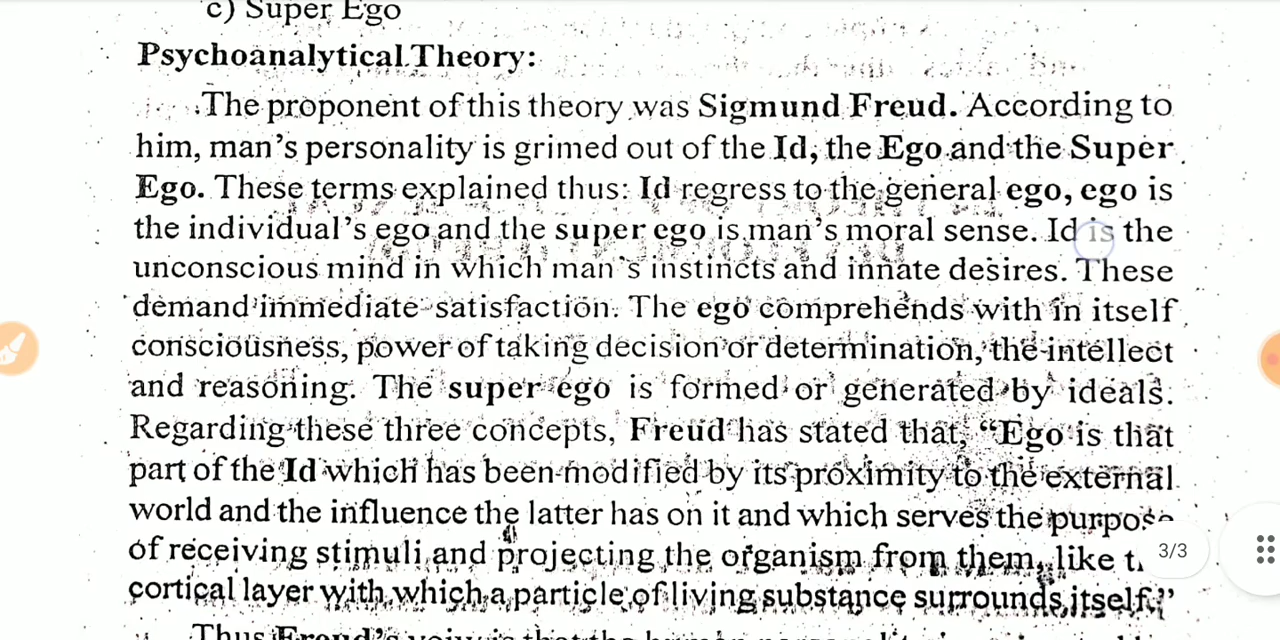 c) Super Ego
Psychoanalytical Theory:
The proponent of this theory was Sigmund Freud. According to
him, man's personality is grimed out of the Id, the Ego and the Super
Ego. These terms explained thus: Id regress to the general ego, ego is
the individual's ego and the super ego is man's moral sense. Id is the
unconscious mind in which man's instincts and innate desires. These
demand immediate satisfaction. The ego comprehends with in itself
consciousness, power of taking decision or determination, the intellect
and reasoning. The super ego is formed or generated by ideals.
Regarding these three concepts, Freud has stated that, "Ego is that
part of the Id which has been modified by its proximity to the external
world and the influence the latter has on it and which serves the purpose
of receiving stimuli and projecting the organism from them, like
cortical layer with which a particle of living substance surrounds itself."
Thus Freud's is that the human
3/3